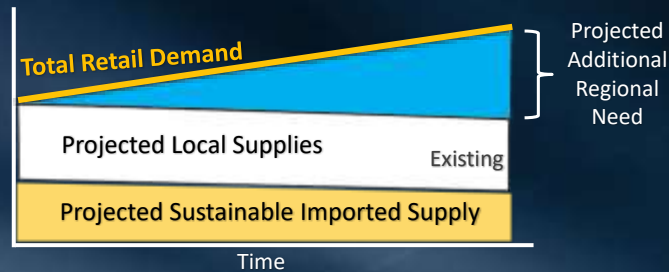 Total Retail Demand
Projected
Additional
Regional
Need
Projected Local Supplies
Existing
Projected Sustainable Imported Supply
Time